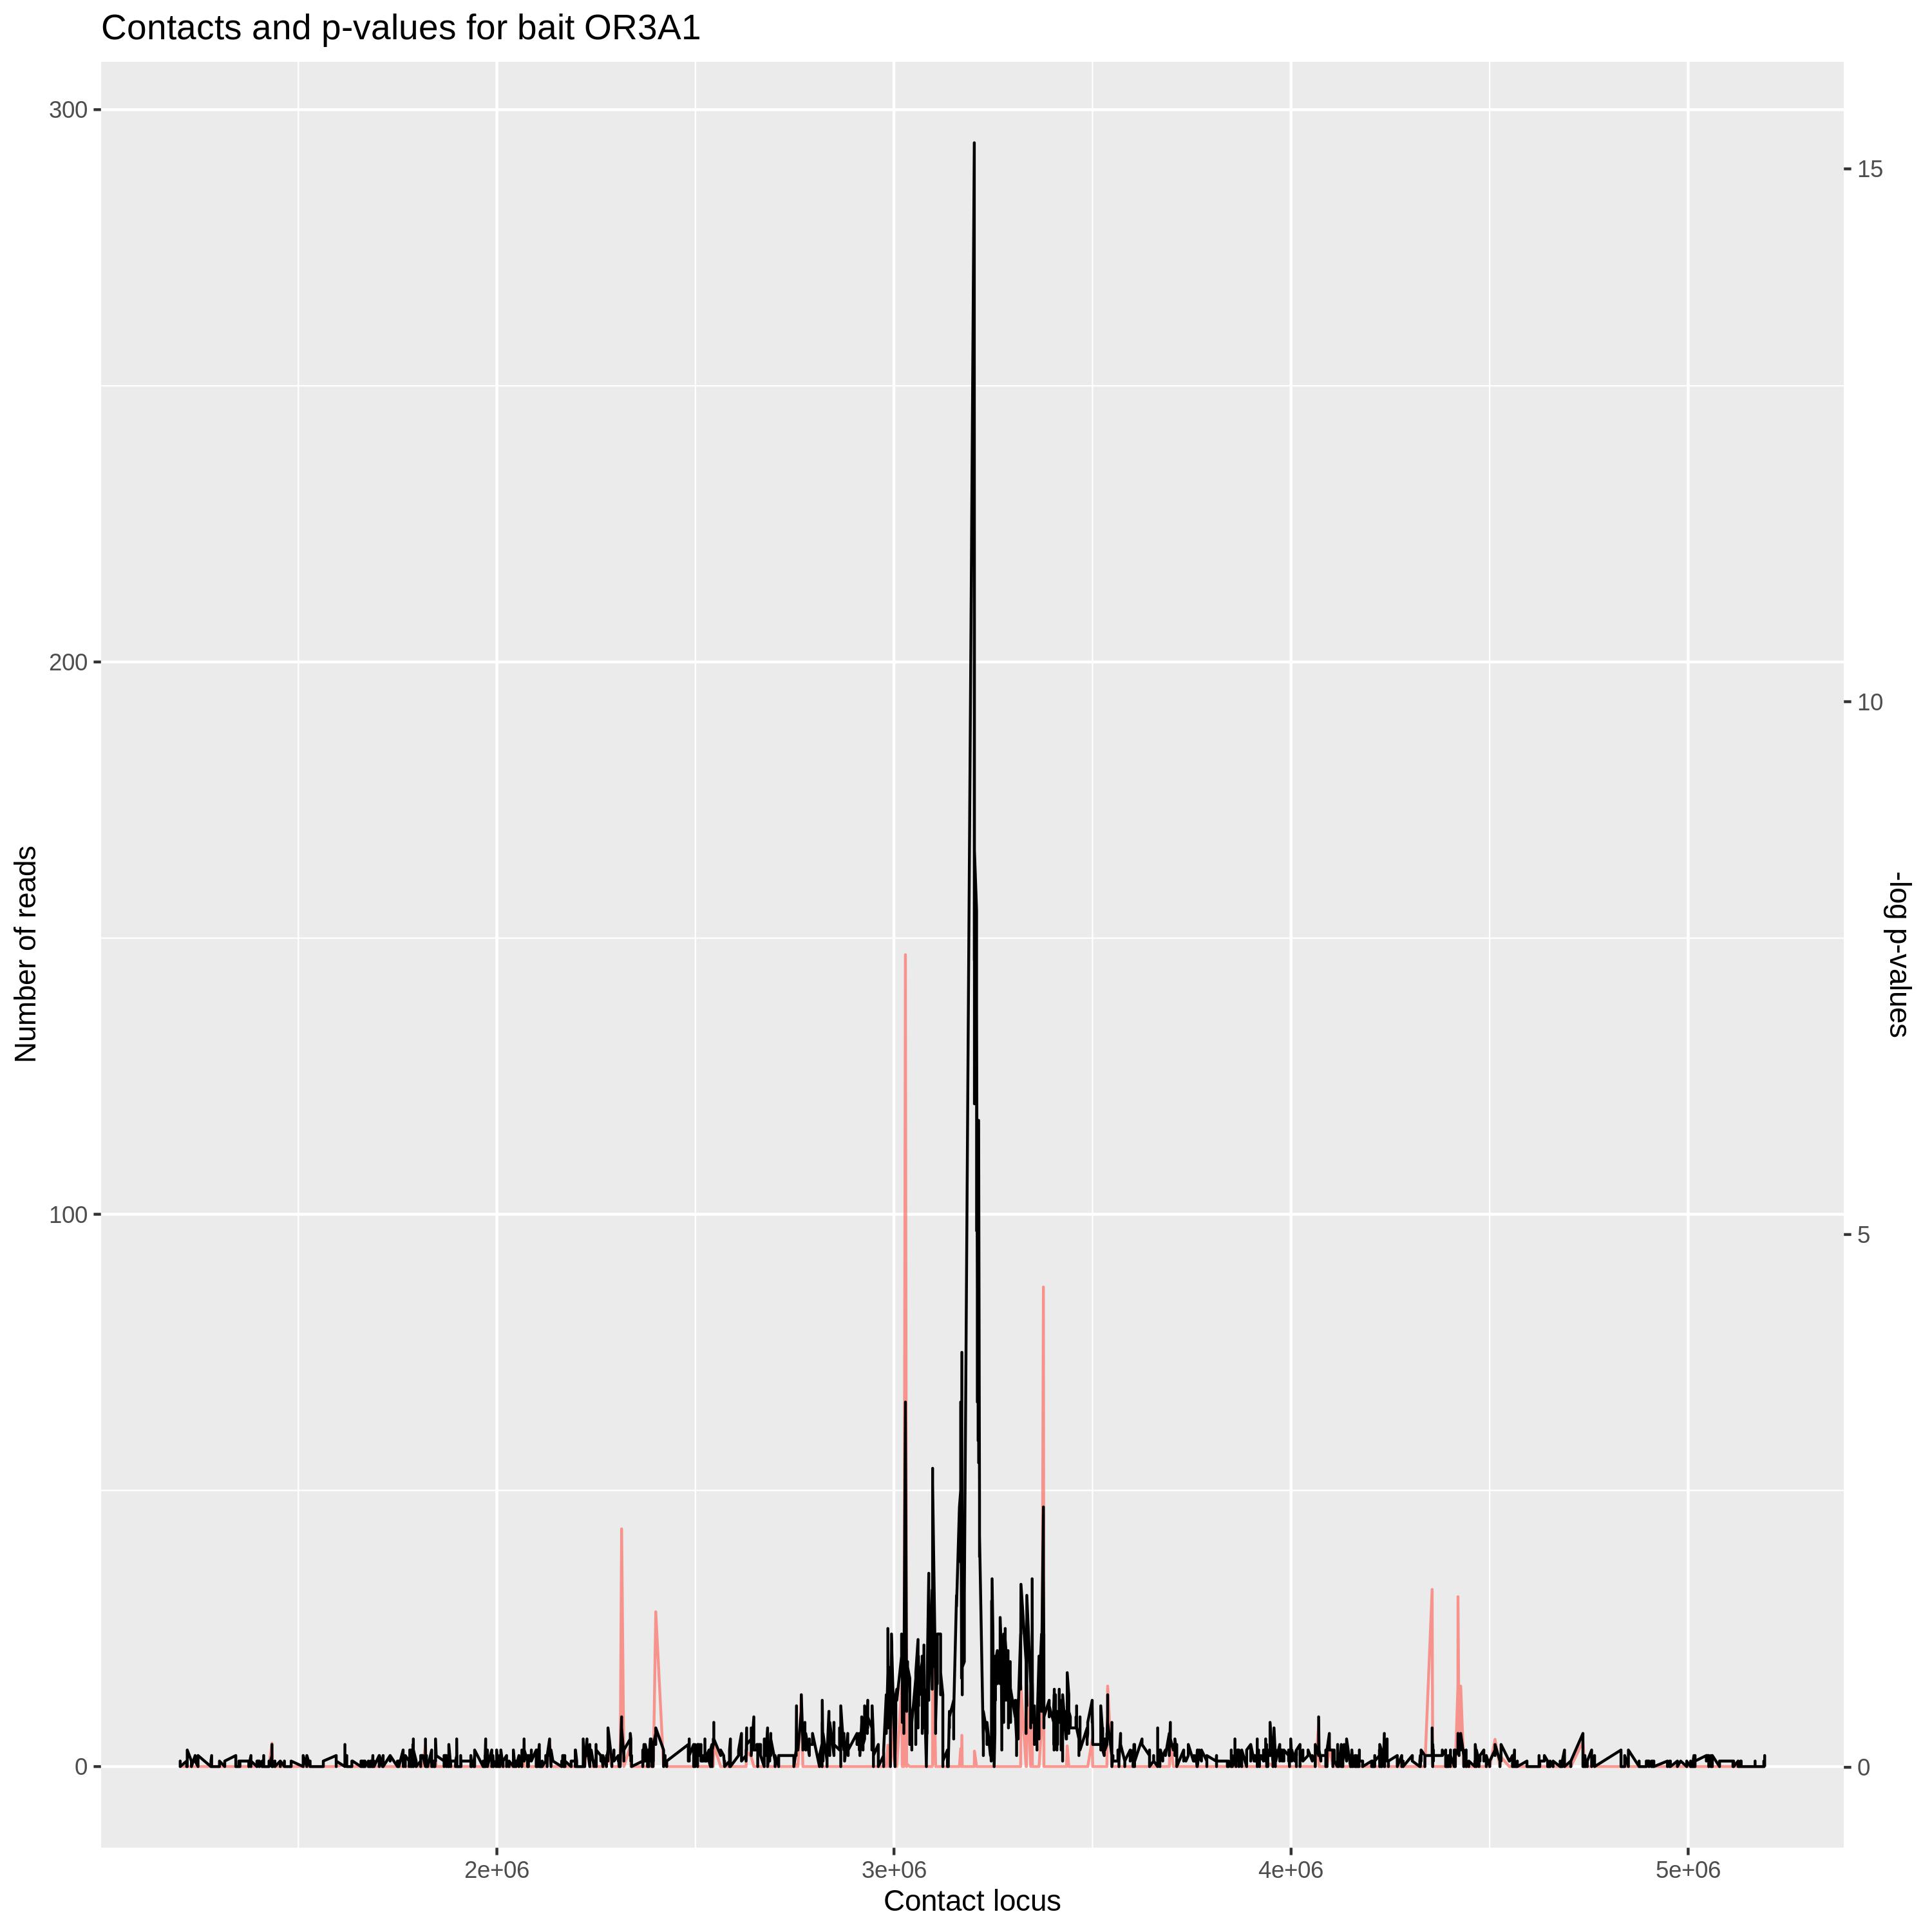 Contacts and p-values for bait OR3A1
300
200
100
0
Number of reads
15
10
5
0
-log p-values
2e+06
3e+06
4e+06
5e+06
Contact locus